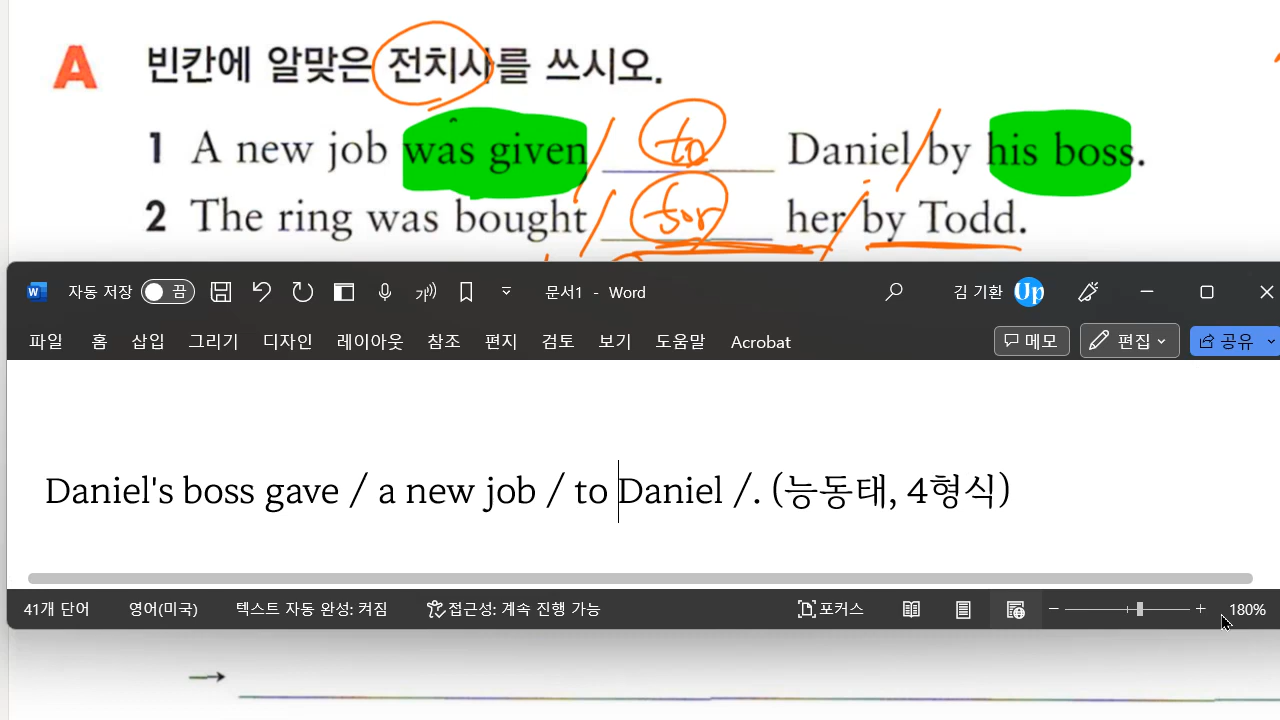 A 빈칸에 알맞은 전치사를 쓰시오.
1 A new job was given / to Daniel / by his boss.
2 The ring was bought / for her / by Todd.
자동 저장 끔 가)) 문서1 - Word 김 기환 Up
파일 홈 삽입 그리기 디자인 레이아웃 참조 편지 검토 보기 도움말 Acrobat 메모 편집 공유
Daniel's boss gave / a new job / to Daniel /. (능동태, 4형식)
41개 단어 영어(미국) 텍스트 자동 완성: 켜짐 접근성: 계속 진행 가능 포커스 − + 180%
→